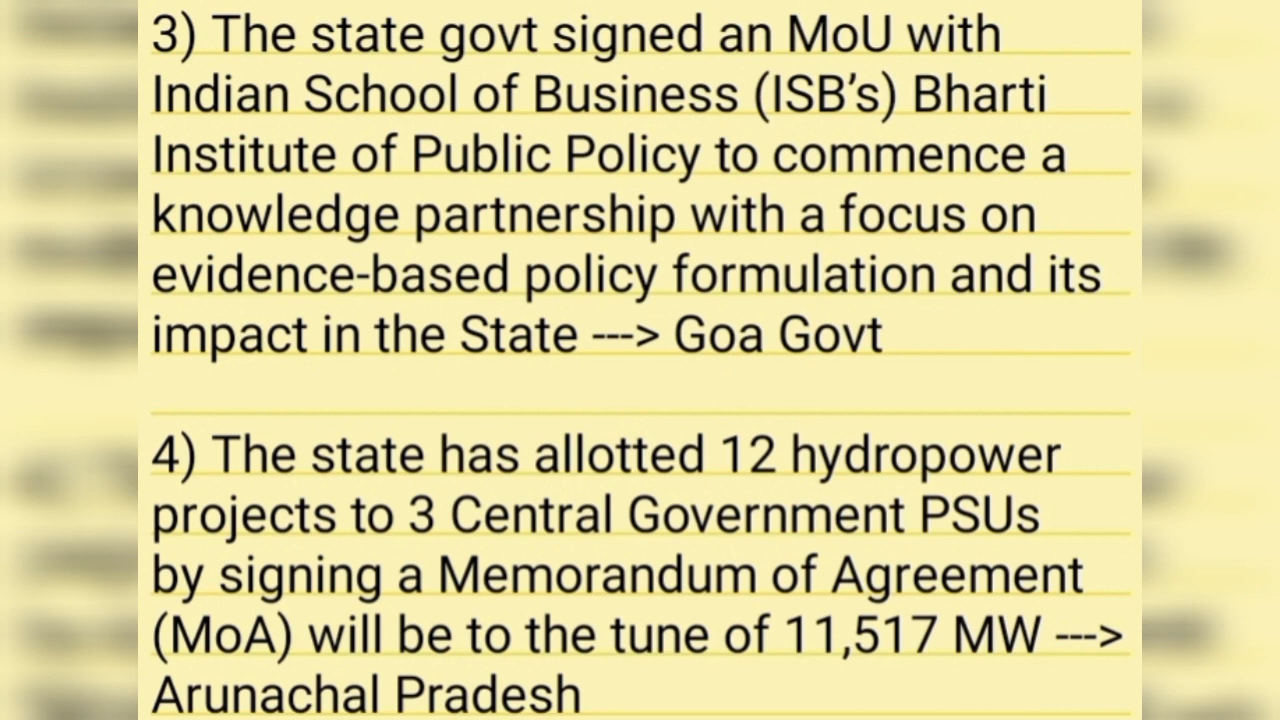 3) The state govt signed an MoU with
Indian School of Business (ISB’s) Bharti
Institute of Public Policy to commence a
knowledge partnership with a focus on
evidence-based policy formulation and its
impact in the State ---> Goa Govt
4) The state has allotted 12 hydropower
projects to 3 Central Government PSUs
by signing a Memorandum of Agreement
(MoA) will be to the tune of 11,517 MW --->
Arunachal Pradesh